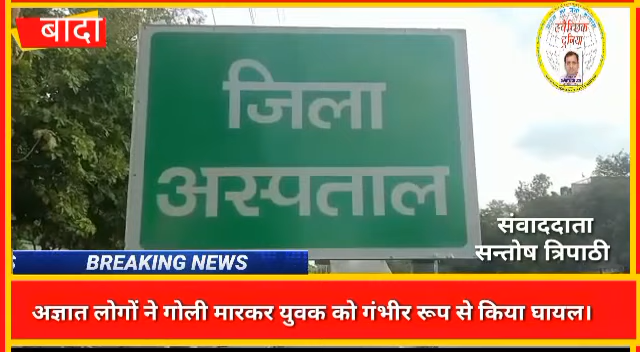 बादा
स्वैच्छिक
दुनिया
जिला
अस्पताल
संवाददाता
सन्तोष त्रिपाठी
BREAKING NEWS
अज्ञात लोगों ने गोली मारकर युवक को गंभीर रूप से किया घायल।